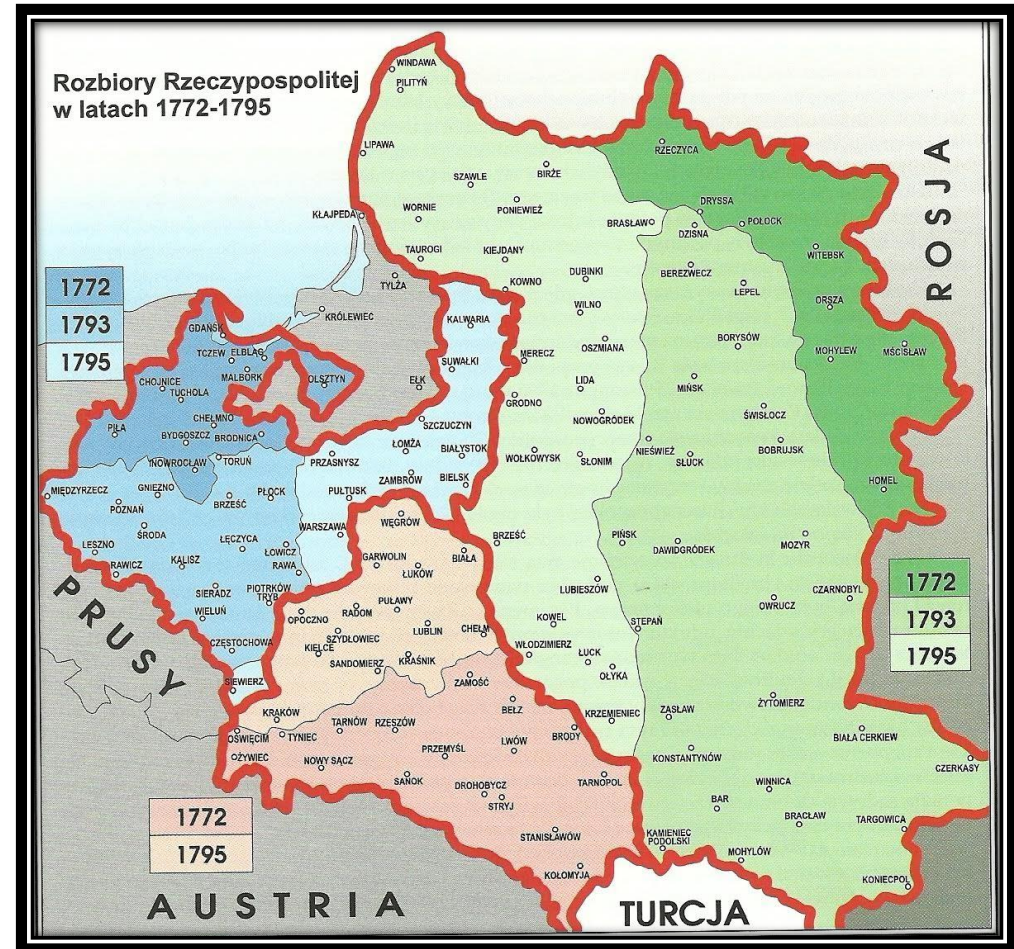 Rozbiory Rzeczypospolitej
w latach 1772-1795
WINDAWA
PILITYŃ
LIPAWA
SZAWLE
BIRŻE
RZECZYCA
WORNIE
PONIEWIEŻ
KŁAJPEDA
BRASŁAW
DRYSSA
DZISNA
POŁOCK
TAUROGI
KIEJDANY
WITEBSK
ROSJA
TYLŻA
KOWNO
DUBINKI
BEREZWECZ
LEPEL
ORSZA
1772
1793
1795
KRÓLEWIEC
KALWARIA
WILNO
GDAŃSK
TCZEW
ELBLĄG
MALBORK
OLSZTYN
SUWAŁKI
MERECZ
OSZMIANA
BORYSÓW
MOHYLEW
MŚCISŁAW
CHOJNICE
TUCHOLA
EŁK
LIDA
MIŃSK
GRODNO
NOWOGRÓDEK
ŚWISŁOCZ
PIŁA
CHEŁMNO
BYDGOSZCZ
BRODNICA
SZCZUCZYN
ŁOMŻA
BIAŁYSTOK
WOŁKOWYSK
SŁONIM
NIEŚWIEŻ
SŁUCK
BOBRUJSK
INOWROCŁAW
TORUŃ
PRZASNYSZ
ZAMBRÓW
BIELSK
HOMEL
MIĘDZYRZECZ
GNIEZNO
POZNAŃ
BRZEŚĆ
PŁOCK
PUŁTUSK
WARSZAWA
WĘGRÓW
ŚRODA
LESZNO
RAWICZ
KALISZ
ŁĘCZYCA
ŁOWICZ
RAWA
GARWOLIN
ŁUKÓW
BIAŁA
BRZEŚĆ
PIŃSK
DAWIDGRÓDEK
MOZYR
SIERADZ
WIELUŃ
PIOTRKÓW
TRYB.
OPOCZNO
RADOM
PUŁAWY
LUBIESZÓW
OWRUCZ
CZARNOBYL
1772
1793
1795
PRUSY
CZĘSTOCHOWA
KIELCE
SZYDŁOWIEC
LUBLIN
CHEŁM
KOWEL
STEPAŃ
SANDOMIERZ
KRAŚNIK
WŁODZIMIERZ
ŁUCK
OŁYKA
SIEWIERZ
ZAMOŚĆ
KRAKÓW
TYNIEC
TARNÓW
RZESZÓW
BEŁZ
KRZEMIENIEC
ZASŁAW
ŻYTOMIERZ
OŚWIĘCIM
ŻYWIEC
NOWY SĄCZ
PRZEMYŚL
LWÓW
BRODY
KONSTANTYNÓW
BIAŁA CERKIEW
CZERKASY
SANOK
DROHOBYCZ
STRYJ
TARNOPOL
WINNICA
BAR
BRACŁAW
TARGOWICA
1772
1795
STANISŁAWÓW
KAMIENIEC
PODOLSKI
MOHYLÓW
KOŁOMYJA
KONIECPOL
AUSTRIA
TURCJA